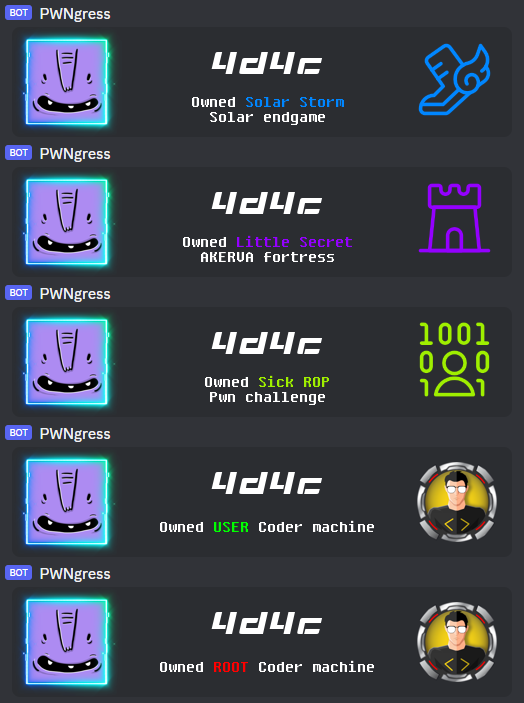 BOT PWNgress
4d4c
Owned Solar Storm
Solar endgame
BOT PWNgress
4d4c
Owned Little Secret
AKERVA fortress
BOT PWNgress
4d4c
Owned Sick ROP
Pwn challenge
1001
0 0
1 1
BOT PWNgress
4d4c
Owned USER Coder machine
BOT PWNgress
4d4c
Owned ROOT Coder machine